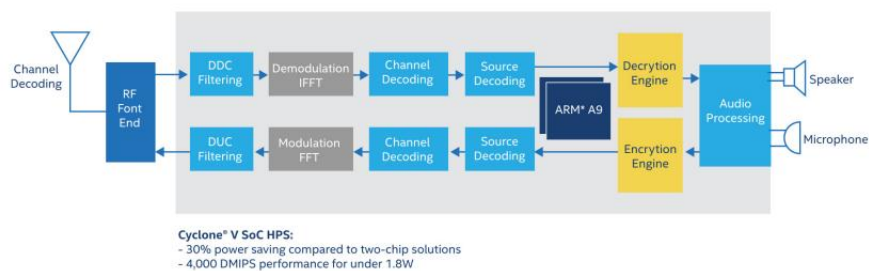 Channel
Decoding
RF
Font
End
DDC
Filtering
Demodulation
IFFT
Channel
Decoding
Source
Decoding
Decrytion
Engine
ARM* A9
Audio
Processing
Speaker
Microphone
DUC
Filtering
Modulation
FFT
Channel
Decoding
Source
Decoding
Encrytion
Engine
Cyclone® V SoC HPS:
- 30% power saving compared to two-chip solutions
- 4,000 DMIPS performance for under 1.8W